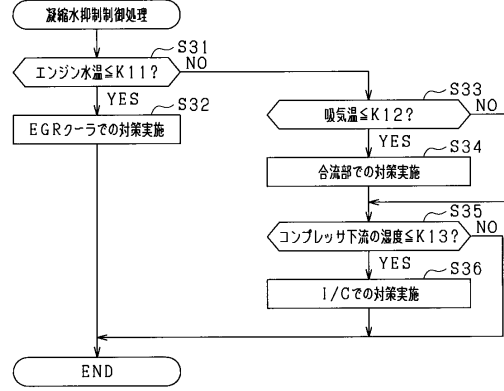 凝縮水抑制制御処理
S31
エンジン水温≦K11?
NO
YES
S32
EGRクーラでの対策実施
S33
吸気温≦K12?
NO
YES
S34
合流部での対策実施
S35
コンプレッサ下流の湿度≦K13?
NO
YES
S36
I/Cでの対策実施
END